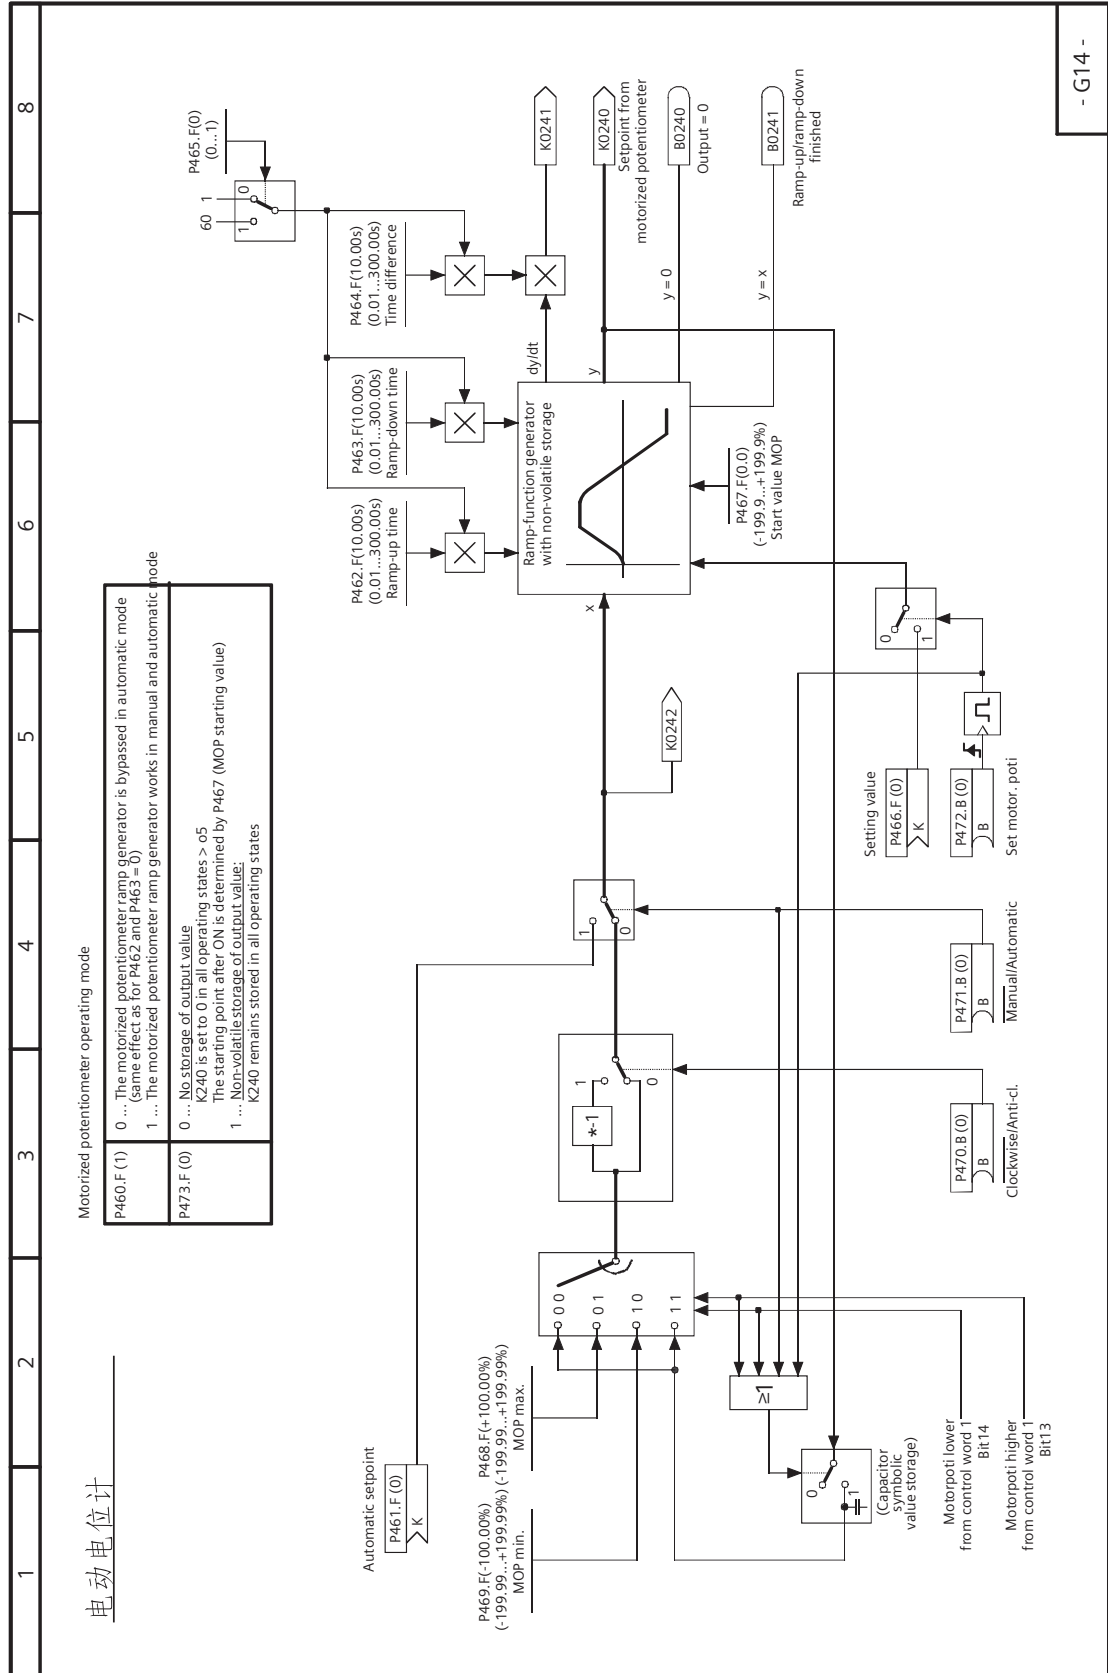 1 2 3 4 5 6 7 8
电动电位计
Motorized potentiometer operating mode
P460.F (1)
0 ... The motorized potentiometer ramp generator is bypassed in automatic mode
(same effect as for P462 and P463 = 0)
1 ... The motorized potentiometer ramp generator works in manual and automatic mode
P473.F (0)
0 ... No storage of output value
K240 is set to 0 in all operating states > o5
The starting point after ON is determined by P467 (MOP starting value)
1 ... Non-volatile storage of output value:
K240 remains stored in all operating states
P465.F(0)
(0...1)
60 1
1 0
P462.F(10.00s)
(0.01...300.00s)
Ramp-up time
P463.F(10.00s)
(0.01...300.00s)
Ramp-down time
P464.F(10.00s)
(0.01...300.00s)
Time difference
Automatic setpoint
P461.F (0)
K
P469.F(-100.00%)
(-199.99...+199.99%)
MOP min.
P468.F(+100.00%)
(-199.99...+199.99%)
MOP max.
0 0
0 1
1 0
1 1
*-1
1
0
1
0
K0242
x
Ramp-function generator
with non-volatile storage
dy/dt
y
y = 0
y = x
K0241
K0240
Setpoint from
motorized potentiometer
B0240
Output = 0
B0241
Ramp-up/ramp-down
finished
P467.F(0.0)
(-199.9...+199.9%)
Start value MOP
0
1
≥1
0
1
(Capacitor
symbolic
value storage)
Motorpoti lower
from control word 1
Bit14
Motorpoti higher
from control word 1
Bit13
P470.B (0)
B
Clockwise/Anti-cl.
P471.B (0)
B
Manual/Automatic
Setting value
P466.F (0)
K
P472.B (0)
B
Set motor. poti
- G14 -